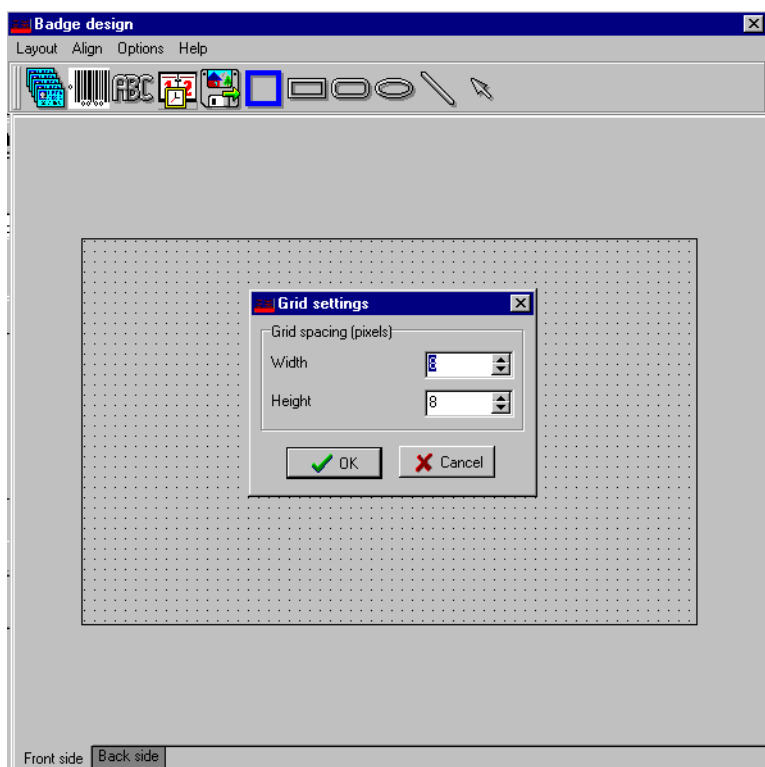 Badge design
Layout Align Options Help
ABC
Grid settings
Grid spacing (pixels)
Width 8
Height 8
OK Cancel
Front side Back side